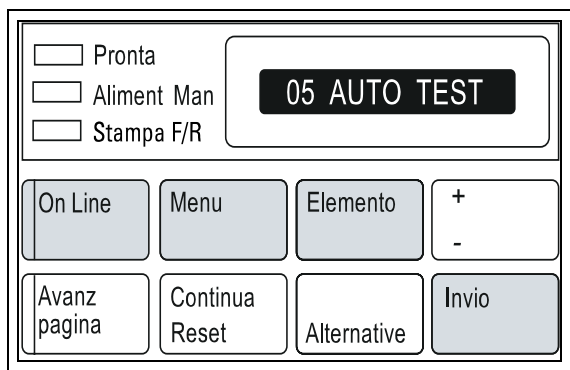 Pronta
Aliment Man
Stampa F/R
05 AUTO TEST
On Line
Menu
Elemento
+
-
Avanz
pagina
Continua
Reset
Alternative
Invio